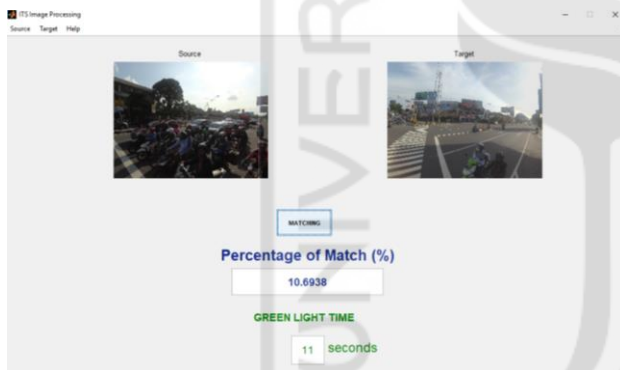 ITS Image Processing
Source Target Help
Source Target
MATCHING
Percentage of Match (%)
10.6938
GREEN LIGHT TIME
11 seconds
UNIVER